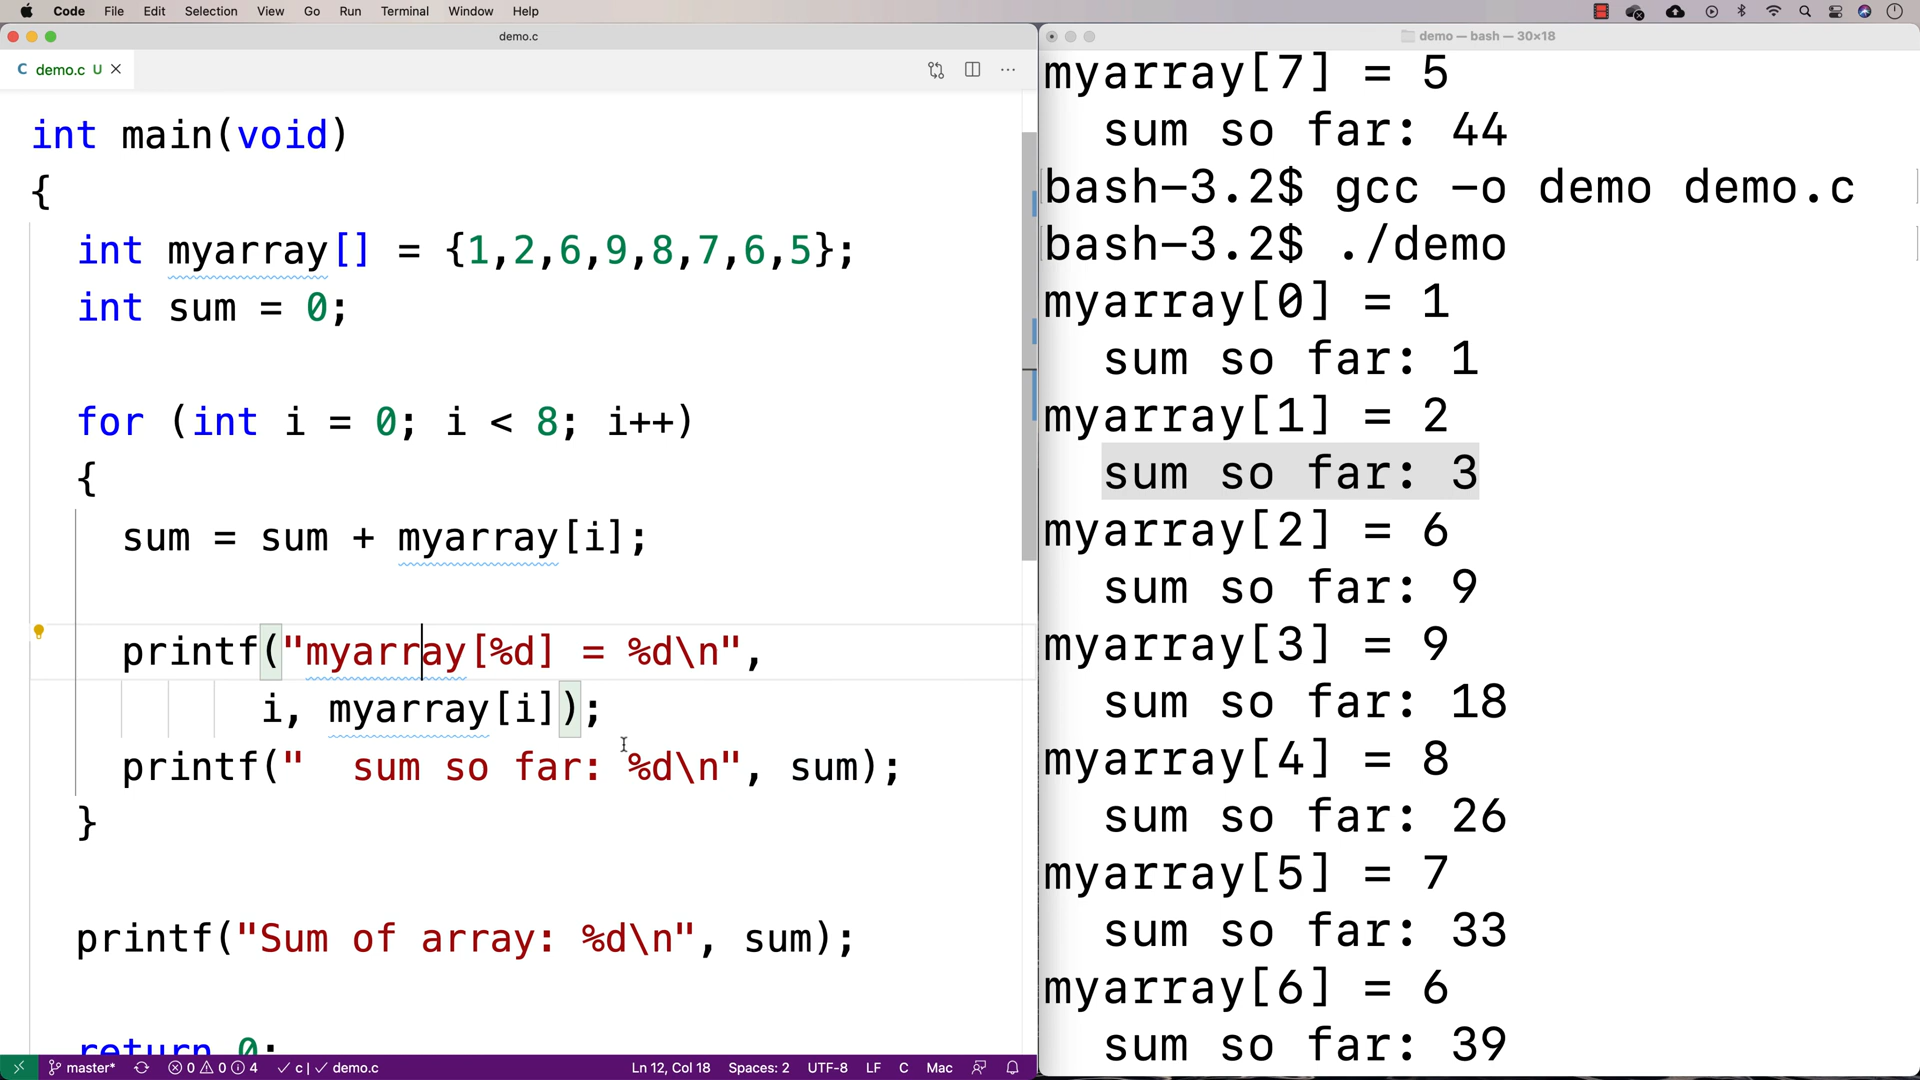 Code File Edit Selection View Go Run Terminal Window Help
demo.c
C demo.c U
int main(void)
{
int myarray[] = {1,2,6,9,8,7,6,5};
int sum = 0;
for (int i = 0; i < 8; i++)
{
sum = sum + myarray[i];
printf("myarray[%d] = %d\n",
i, myarray[i]);
printf("  sum so far: %d\n", sum);
}
printf("Sum of array: %d\n", sum);
return 0;
master* 0 0 4 c | demo.c Ln 12, Col 18 Spaces: 2 UTF-8 LF C Mac
demo — bash — 30×18
myarray[7] = 5
sum so far: 44
bash-3.2$ gcc -o demo demo.c
bash-3.2$ ./demo
myarray[0] = 1
sum so far: 1
myarray[1] = 2
sum so far: 3
myarray[2] = 6
sum so far: 9
myarray[3] = 9
sum so far: 18
myarray[4] = 8
sum so far: 26
myarray[5] = 7
sum so far: 33
myarray[6] = 6
sum so far: 39